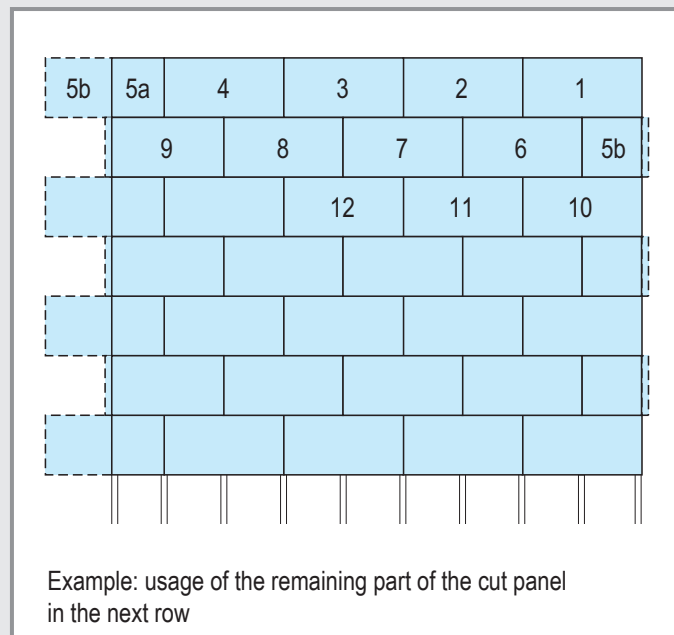 5b 5a 4 3 2 1
9 8 7 6 5b
12 11 10
Example: usage of the remaining part of the cut panel
in the next row